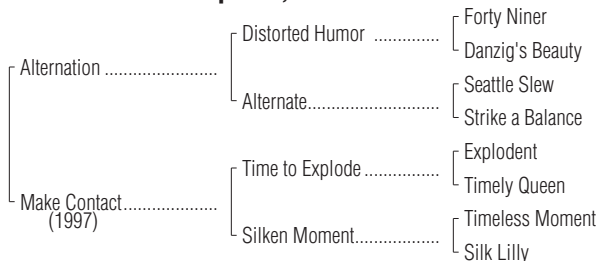 Forty Niner
Distorted Humor ..............
Danzig's Beauty
Alternation ........................
Seattle Slew
Alternate............................
Strike a Balance
Explodent
Time to Explode ................
Timely Queen
Make Contact....................
(1997)
Timeless Moment
Silken Moment..................
Silk Lilly